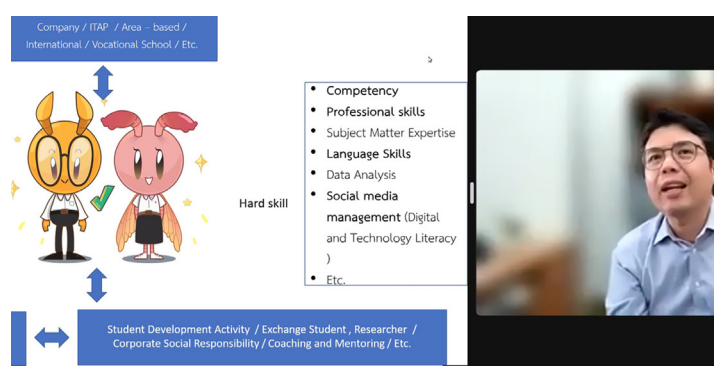 Company / ITAP / Area – based /
International / Vocational School / Etc.
Hard skill
• Competency
• Professional skills
• Subject Matter Expertise
• Language Skills
• Data Analysis
• Social media
management (Digital
and Technology Literacy
)
• Etc.
Student Development Activity / Exchange Student , Researcher /
Corporate Social Responsibility / Coaching and Mentoring / Etc.